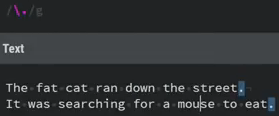 /\./g
Text
The fat cat ran down the street.
It was searching for a mouse to eat.